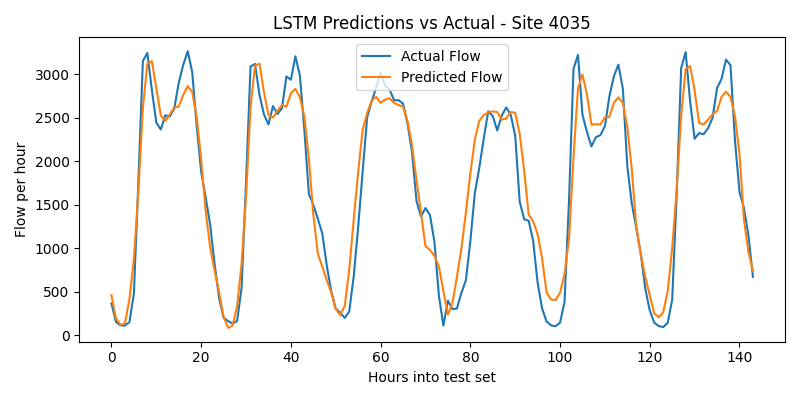 LSTM Predictions vs Actual - Site 4035
Actual Flow
Predicted Flow
Flow per hour
3000
2500
2000
1500
1000
500
0
0 20 40 60 80 100 120 140
Hours into test set